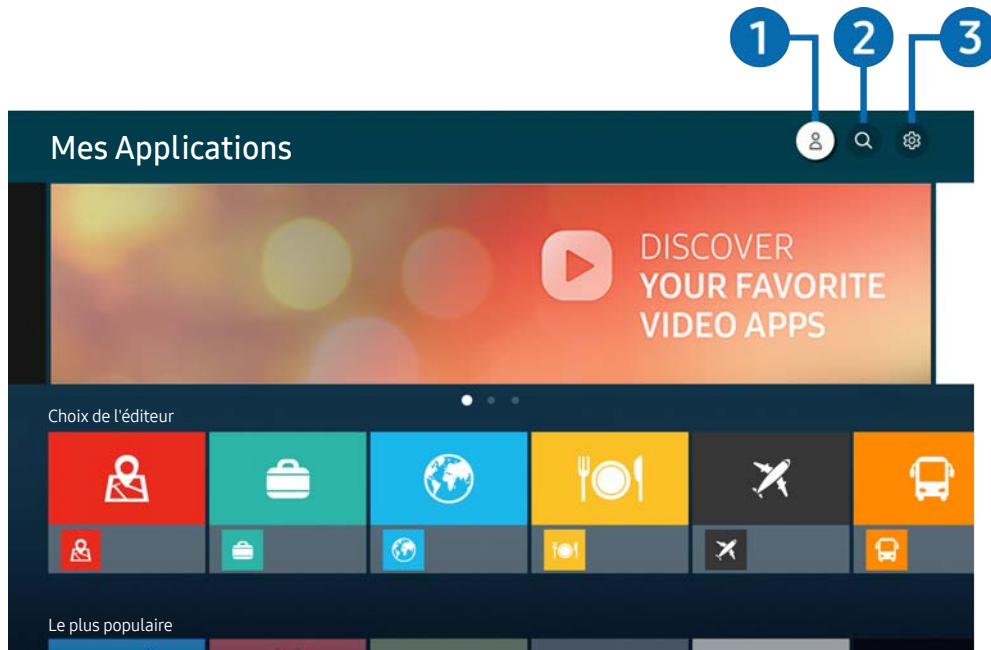 1 2 3
Mes Applications
DISCOVER
YOUR FAVORITE
VIDEO APPS
Choix de l'éditeur
Le plus populaire